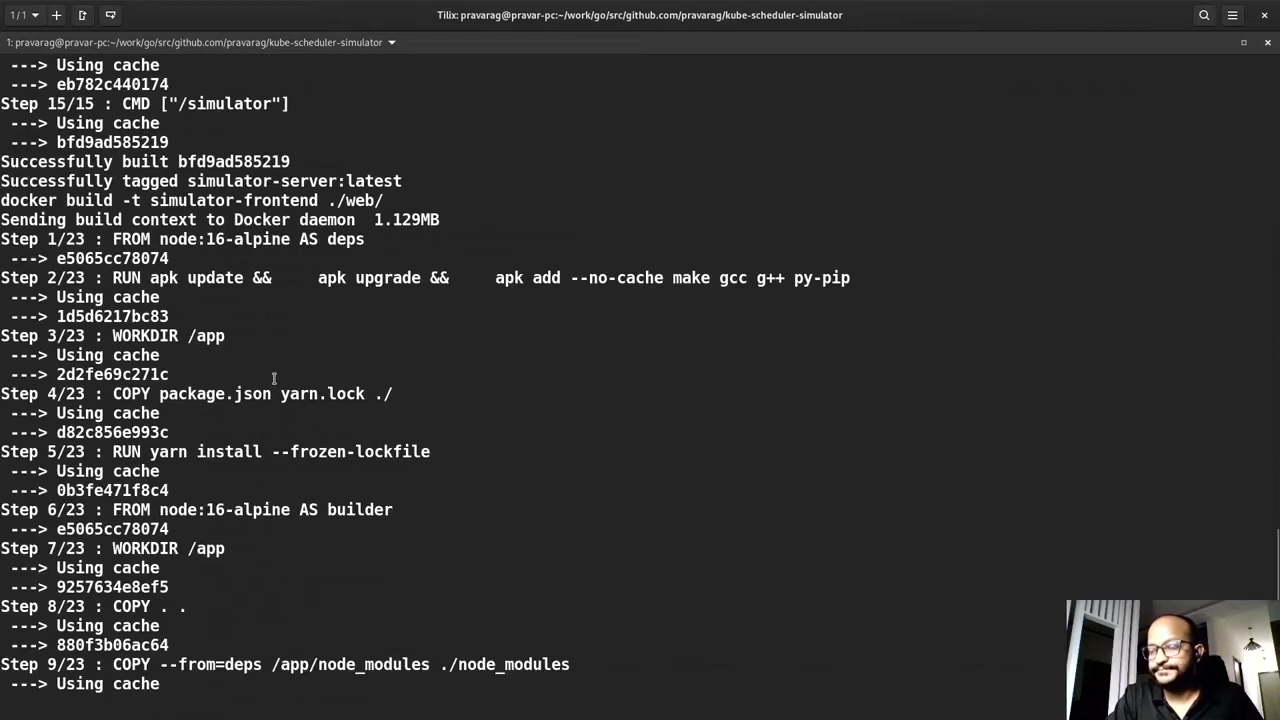 1/1
Tilix: pravarag@pravar-pc:~/work/go/src/github.com/pravarag/kube-scheduler-simulator
1: pravarag@pravar-pc:~/work/go/src/github.com/pravarag/kube-scheduler-simulator
---> Using cache
---> eb782c440174
Step 15/15 : CMD ["/simulator"]
---> Using cache
---> bfd9ad585219
Successfully built bfd9ad585219
Successfully tagged simulator-server:latest
docker build -t simulator-frontend ./web/
Sending build context to Docker daemon  1.129MB
Step 1/23 : FROM node:16-alpine AS deps
---> e5065cc78074
Step 2/23 : RUN apk update &&     apk upgrade &&     apk add --no-cache make gcc g++ py-pip
---> Using cache
---> 1d5d6217bc83
Step 3/23 : WORKDIR /app
---> Using cache
---> 2d2fe69c271c
Step 4/23 : COPY package.json yarn.lock ./
---> Using cache
---> d82c856e993c
Step 5/23 : RUN yarn install --frozen-lockfile
---> Using cache
---> 0b3fe471f8c4
Step 6/23 : FROM node:16-alpine AS builder
---> e5065cc78074
Step 7/23 : WORKDIR /app
---> Using cache
---> 9257634e8ef5
Step 8/23 : COPY . .
---> Using cache
---> 880f3b06ac64
Step 9/23 : COPY --from=deps /app/node_modules ./node_modules
---> Using cache